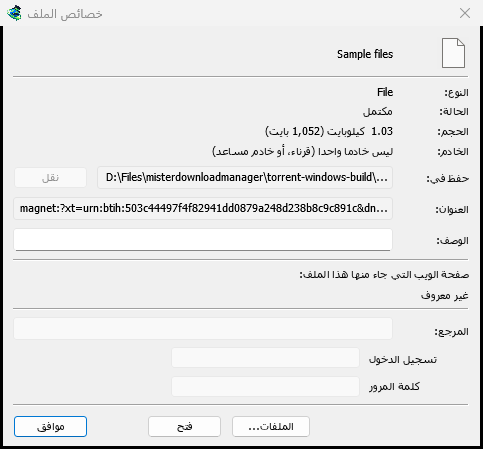 خصائص الملف
Sample files
النوع: File
الحالة: مكتمل
الحجم: 1.03 كيلوبايت (1,052 بايت)
الخادم: ليس خادما واحدا (قرناء، أو خادم مساعد)
حفظ في: D:\Files\misterdownloadmanager\torrent-windows-build\... نقل
العنوان: magnet:?xt=urn:btih:503c44497f4f82941dd0879a248d238b8c9c891c&dn...
الوصف:
صفحة الويب التي جاء منها هذا الملف:
غير معروف
المرجع:
تسجيل الدخول
كلمة المرور
الملفات... فتح موافق